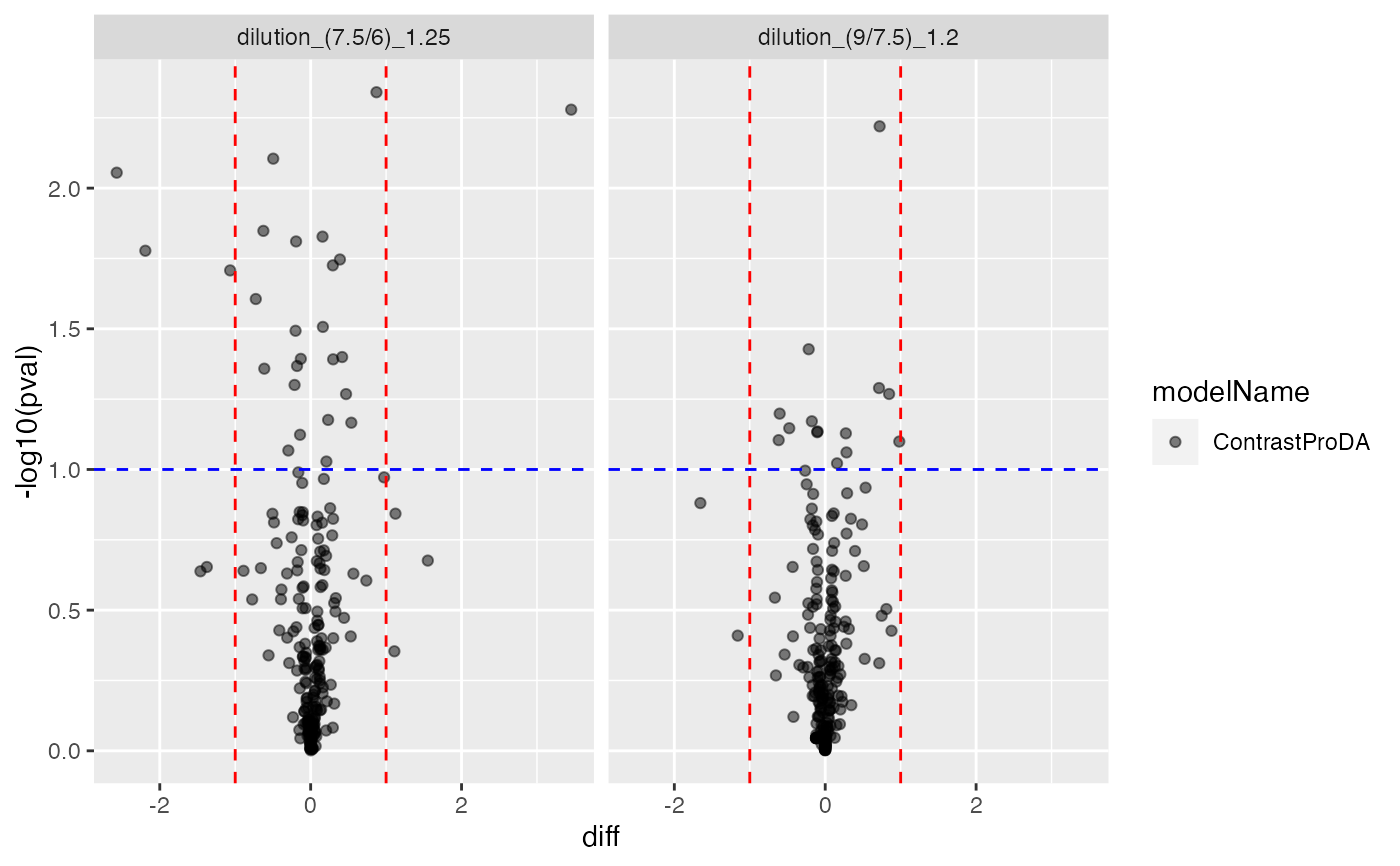 dilution_(7.5/6)_1.25
dilution_(9/7.5)_1.2
2.0
1.5
1.0
0.5
0.0
-log10(pval)
-2
0
2
-2
0
2
diff
modelName
ContrastProDA